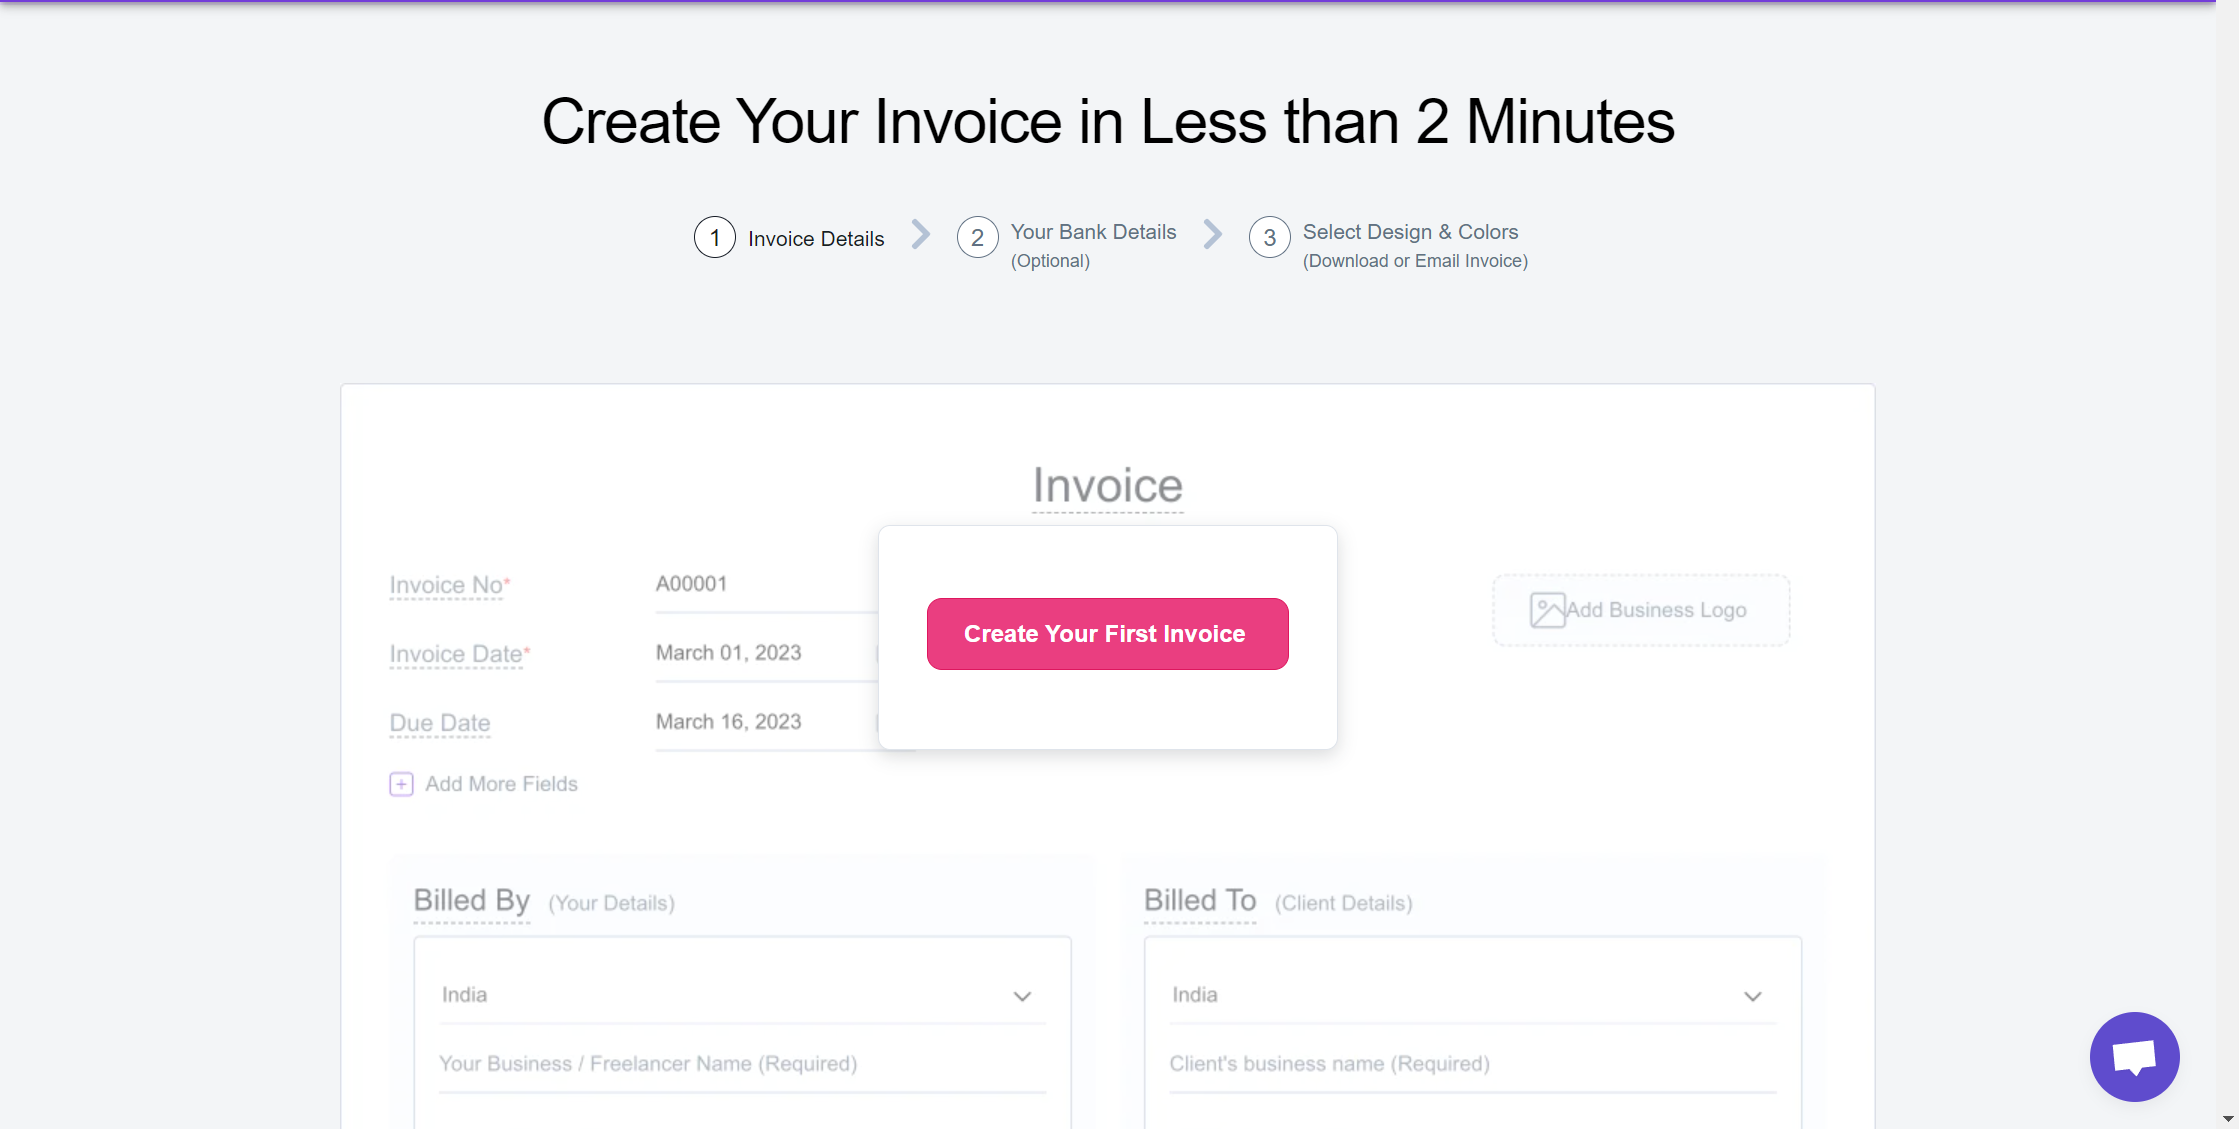 Create Your Invoice in Less than 2 Minutes
1 Invoice Details
2 Your Bank Details
(Optional)
3 Select Design & Colors
(Download or Email Invoice)
Invoice
Invoice No* A00001
Invoice Date* March 01, 2023
Due Date March 16, 2023
Add More Fields
Create Your First Invoice
Add Business Logo
Billed By (Your Details)
India
Your Business / Freelancer Name (Required)
Billed To (Client Details)
India
Client's business name (Required)